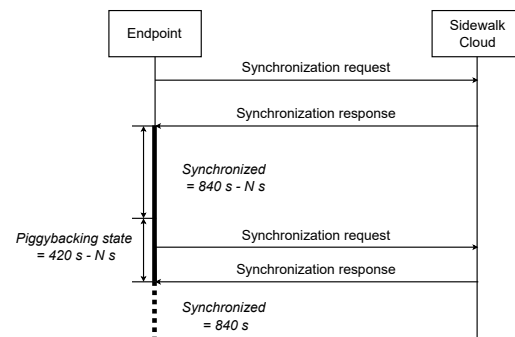 Endpoint
Sidewalk
Cloud
Synchronization request
Synchronization response
Synchronized
= 840 s - N s
Piggybacking state
= 420 s - N s
Synchronization request
Synchronization response
Synchronized
= 840 s